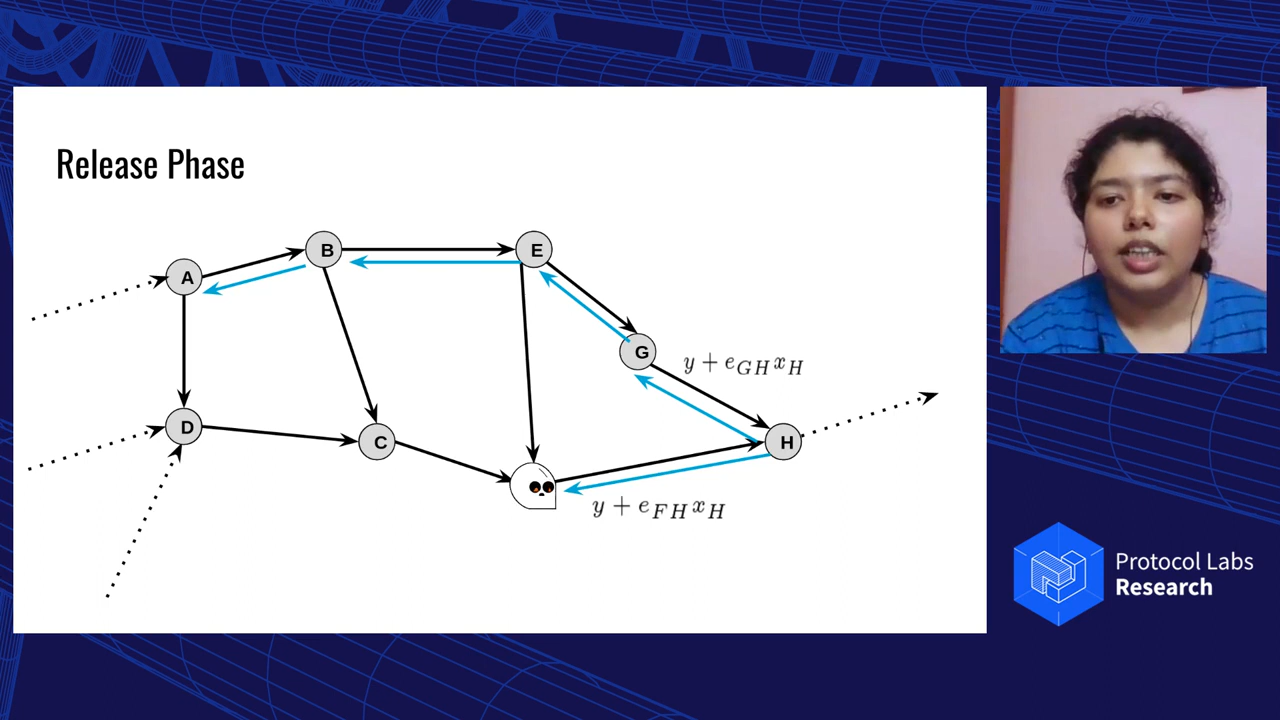 Release Phase
B
E
A
G
y + e_{GH}x_H
D
C
H
y + e_{FH}x_H
Protocol Labs
Research